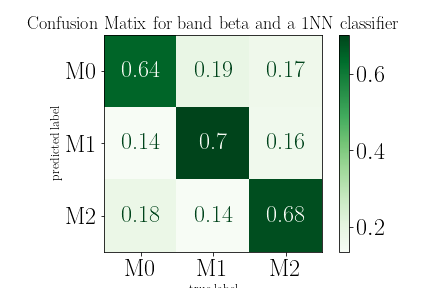 Confusion Matix for band beta and a 1NN classifier
M0 0.64 0.19 0.17
M1 0.14 0.7 0.16
M2 0.18 0.14 0.68
M0 M1 M2
predicted label
true label
0.6
0.4
0.2